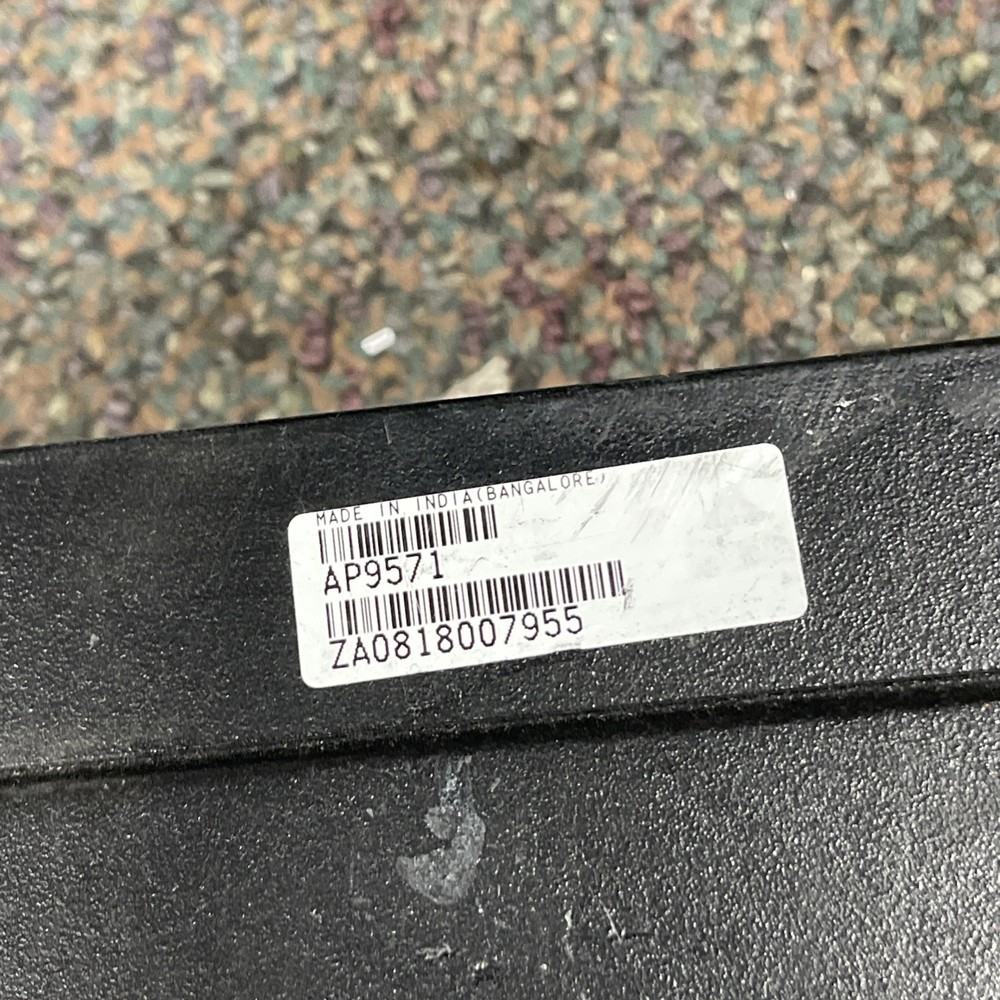 MADE IN INDIA(BANGALORE)
AP9571
ZA0818007955